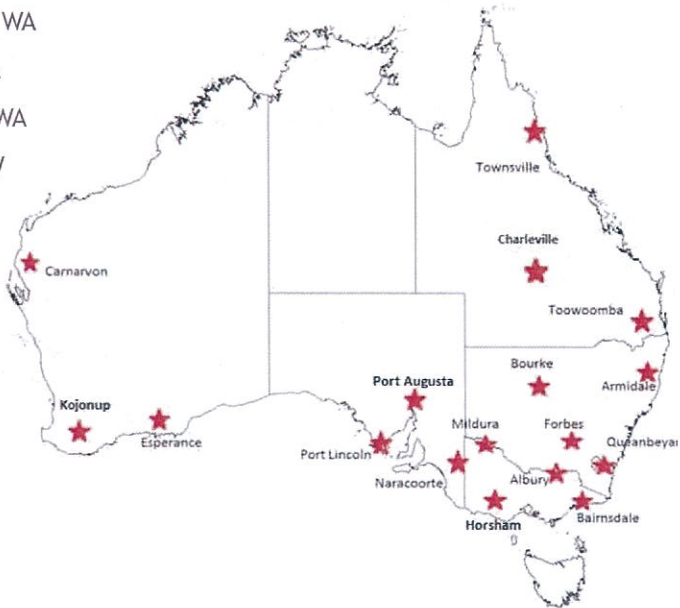 WA
WA
Townsville
Charleville
Carnarvon
Toowoomba
Bourke
Port Augusta
Armidale
Kojonup
Mildura
Forbes
Esperance
Queanbeyan
Port Lincoln
Naracoorte
Albury
Horsham
Bairnsdale